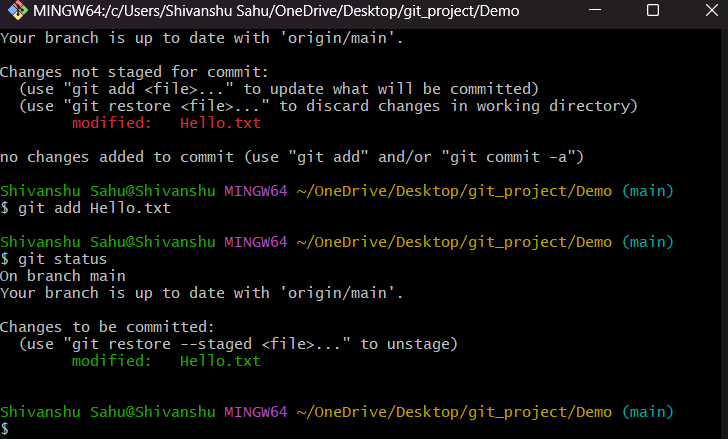 MINGW64:/c/Users/Shivanshu Sahu/OneDrive/Desktop/git_project/Demo
Your branch is up to date with 'origin/main'.
Changes not staged for commit:
  (use "git add <file>..." to update what will be committed)
  (use "git restore <file>..." to discard changes in working directory)
        modified:   Hello.txt
no changes added to commit (use "git add" and/or "git commit -a")
Shivanshu Sahu@Shivanshu MINGW64 ~/OneDrive/Desktop/git_project/Demo (main)
$ git add Hello.txt
Shivanshu Sahu@Shivanshu MINGW64 ~/OneDrive/Desktop/git_project/Demo (main)
$ git status
On branch main
Your branch is up to date with 'origin/main'.
Changes to be committed:
  (use "git restore --staged <file>..." to unstage)
        modified:   Hello.txt
Shivanshu Sahu@Shivanshu MINGW64 ~/OneDrive/Desktop/git_project/Demo (main)
$